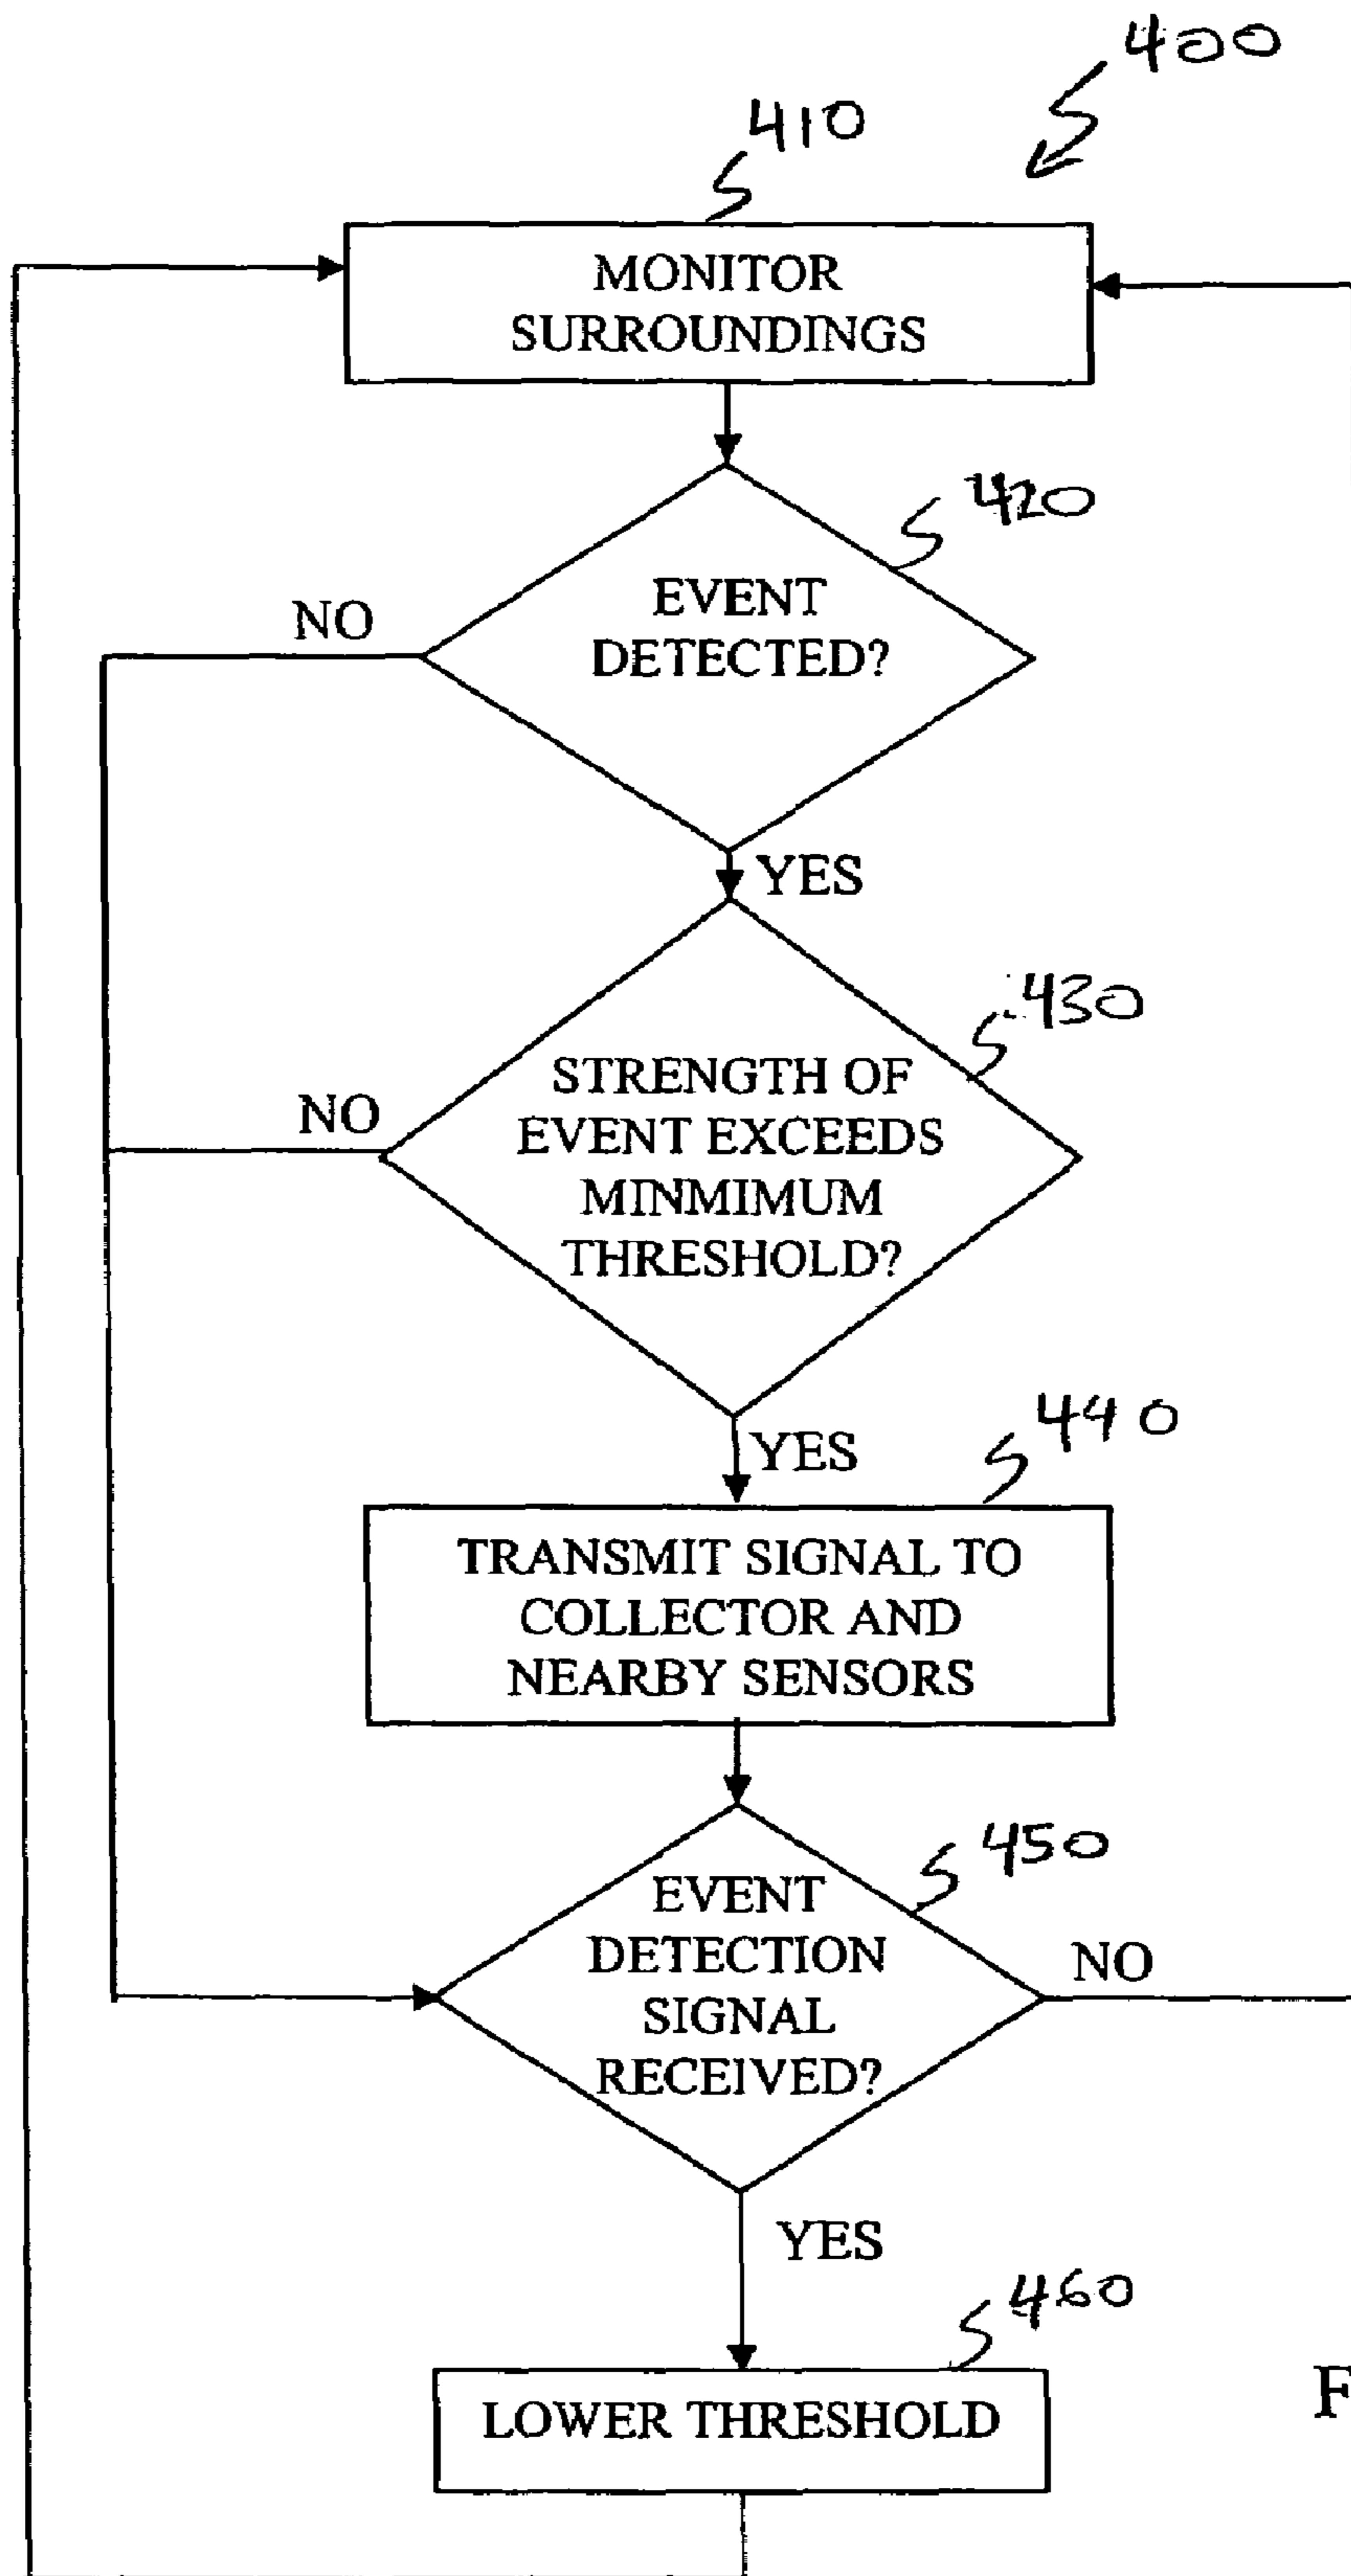 400
410
MONITOR
SURROUNDINGS
420
EVENT
DETECTED?
NO
YES
430
STRENGTH OF
EVENT EXCEEDS
MINMIMUM
THRESHOLD?
NO
YES
440
TRANSMIT SIGNAL TO
COLLECTOR AND
NEARBY SENSORS
450
EVENT
DETECTION
SIGNAL
RECEIVED?
NO
YES
460
LOWER THRESHOLD
F